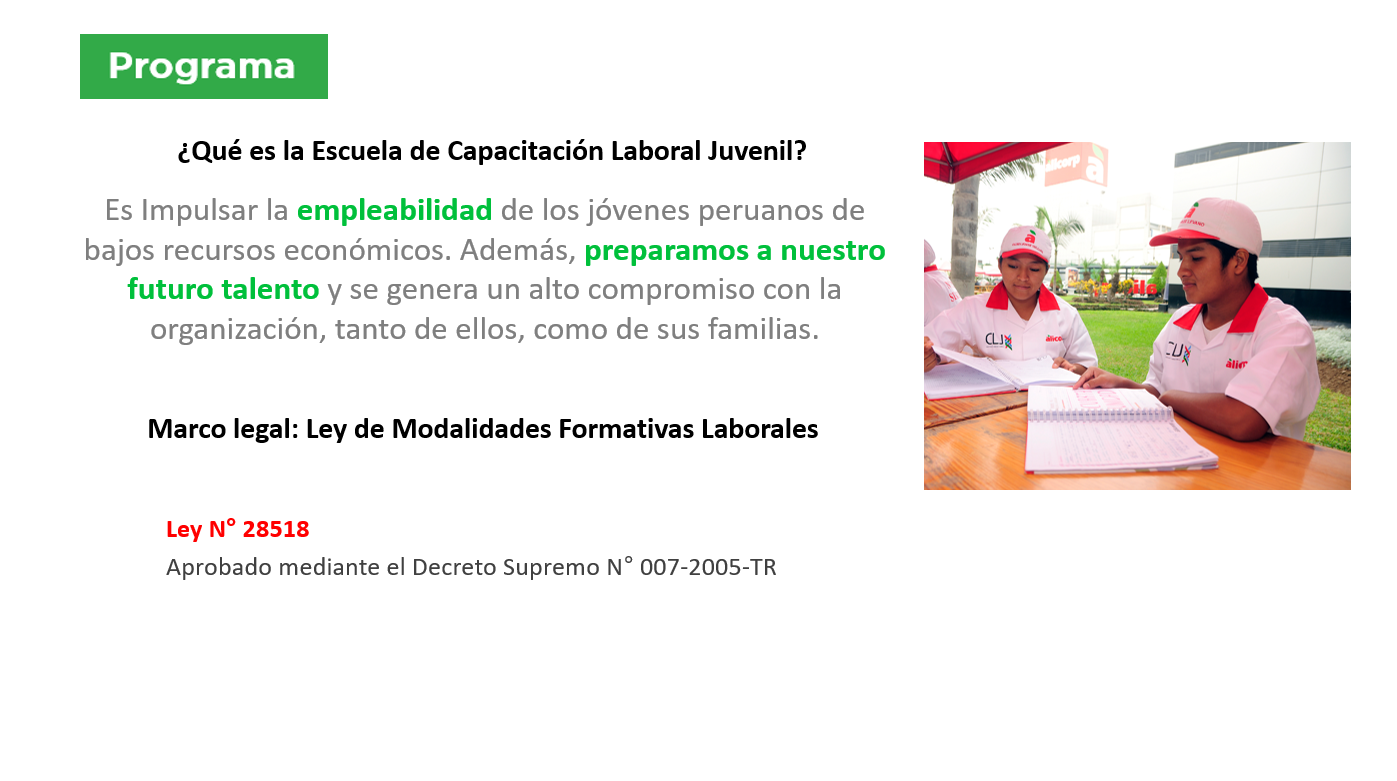 Programa
¿Qué es la Escuela de Capacitación Laboral Juvenil?
Es Impulsar la empleabilidad de los jóvenes peruanos de
bajos recursos económicos. Además, preparamos a nuestro
futuro talento y se genera un alto compromiso con la
organización, tanto de ellos, como de sus familias.
Marco legal: Ley de Modalidades Formativas Laborales
Ley N° 28518
Aprobado mediante el Decreto Supremo N° 007-2005-TR
alicorp
a
CLJ
CLJ